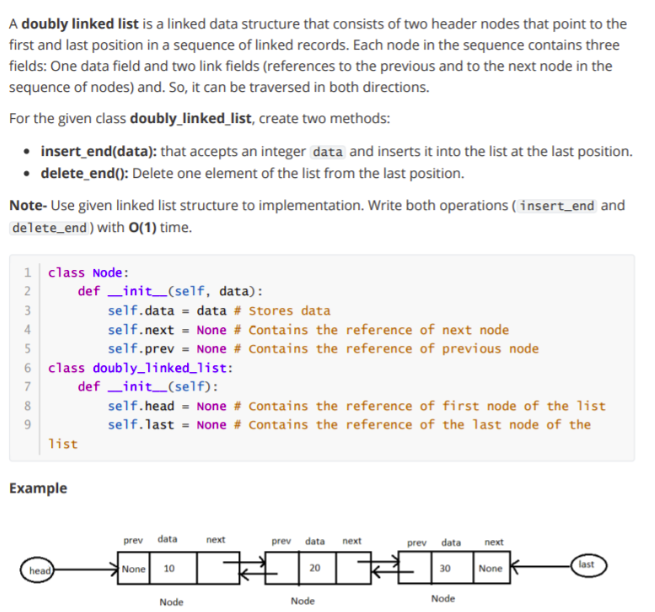 A doubly linked list is a linked data structure that consists of two header nodes that point to the
first and last position in a sequence of linked records. Each node in the sequence contains three
fields: One data field and two link fields (references to the previous and to the next node in the
sequence of nodes) and. So, it can be traversed in both directions.
For the given class doubly_linked_list, create two methods:
• insert_end(data): that accepts an integer data and inserts it into the list at the last position.
• delete_end(): Delete one element of the list from the last position.
Note- Use given linked list structure to implementation. Write both operations ( insert_end and
delete_end ) with O(1) time.
1 class Node:
2 def __init__(self, data):
3 self.data = data # Stores data
4 self.next = None # Contains the reference of next node
5 self.prev = None # Contains the reference of previous node
6 class doubly_linked_list:
7 def __init__(self):
8 self.head = None # Contains the reference of first node of the list
9 self.last = None # Contains the reference of the last node of the
list
Example
prev data next prev data next prev data next
head None 10 20 30 None last
Node Node Node